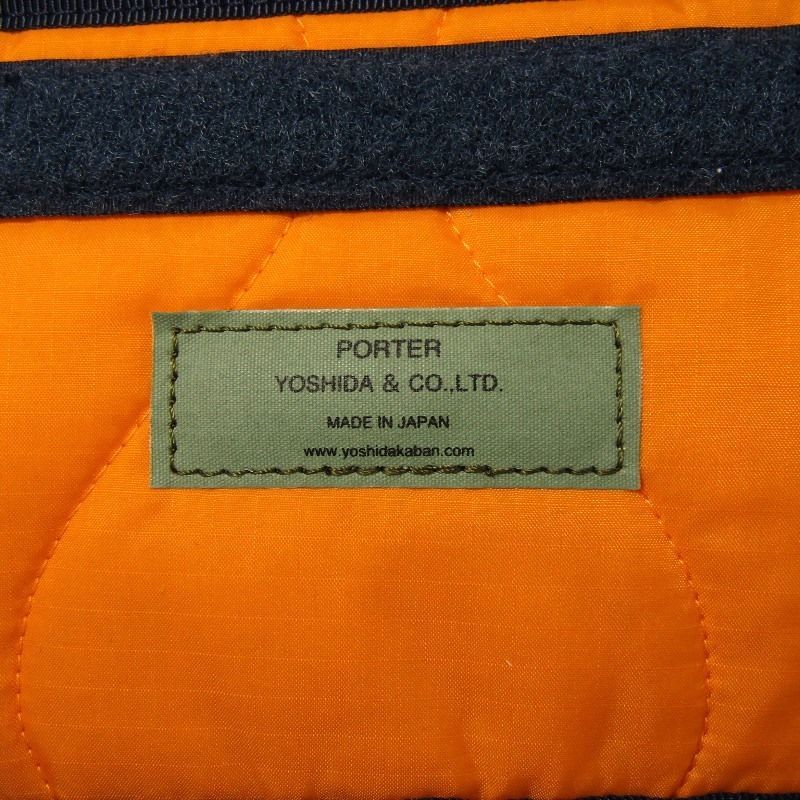 PORTER
YOSHIDA & CO.,LTD.
MADE IN JAPAN
www.yoshidakaban.com